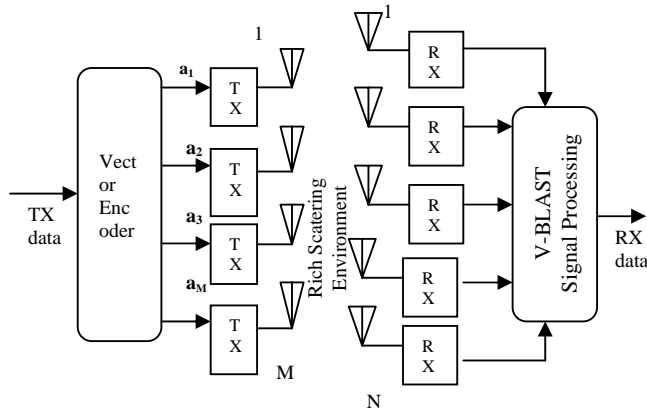 1
1
a1
T
X
R
X
a2
T
X
R
X
Vect
or
Enc
oder
TX
data
a3
T
X
R
X
Rich Scatering
Environment
V-BLAST
Signal Processing
RX
data
aM
T
X
R
X
R
X
M
N